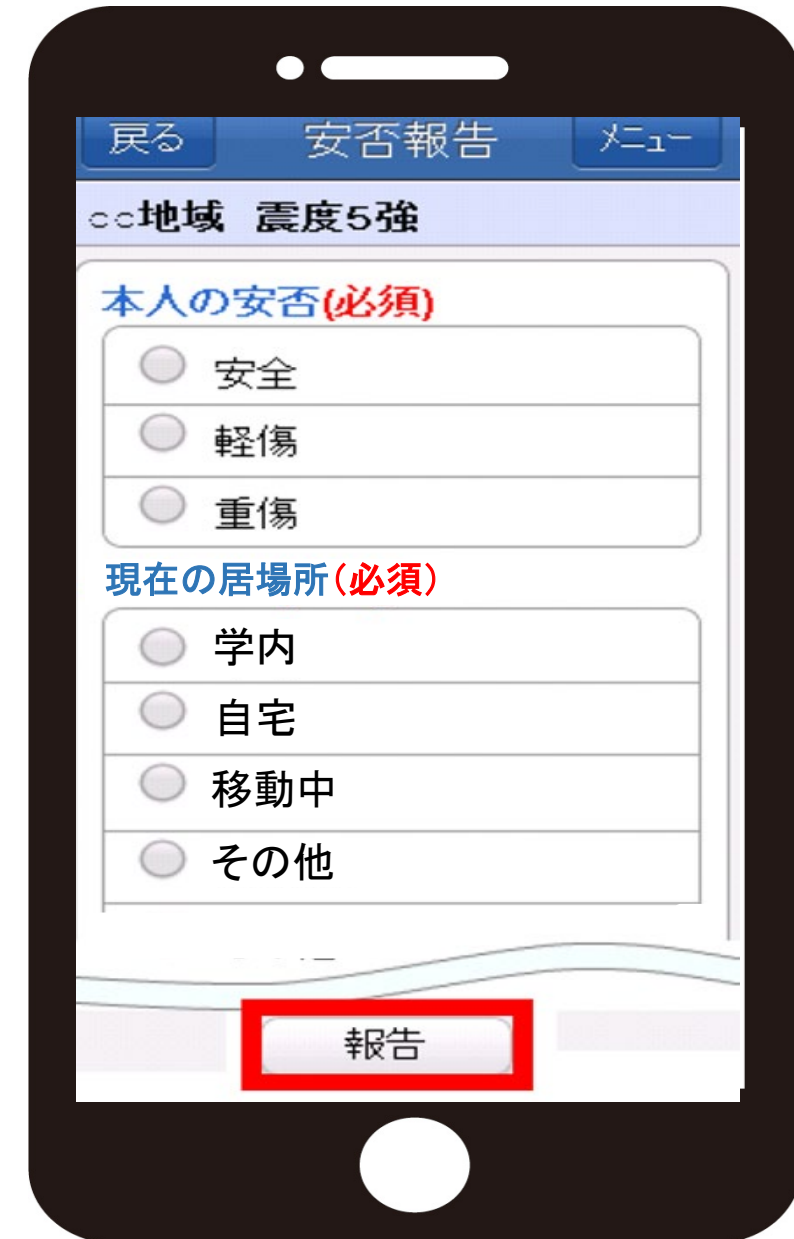 戻る 安否報告 メニュー
○○地域 震度5強
本人の安否(必須)
安全
軽傷
重傷
現在の居場所(必須)
学内
自宅
移動中
その他
報告